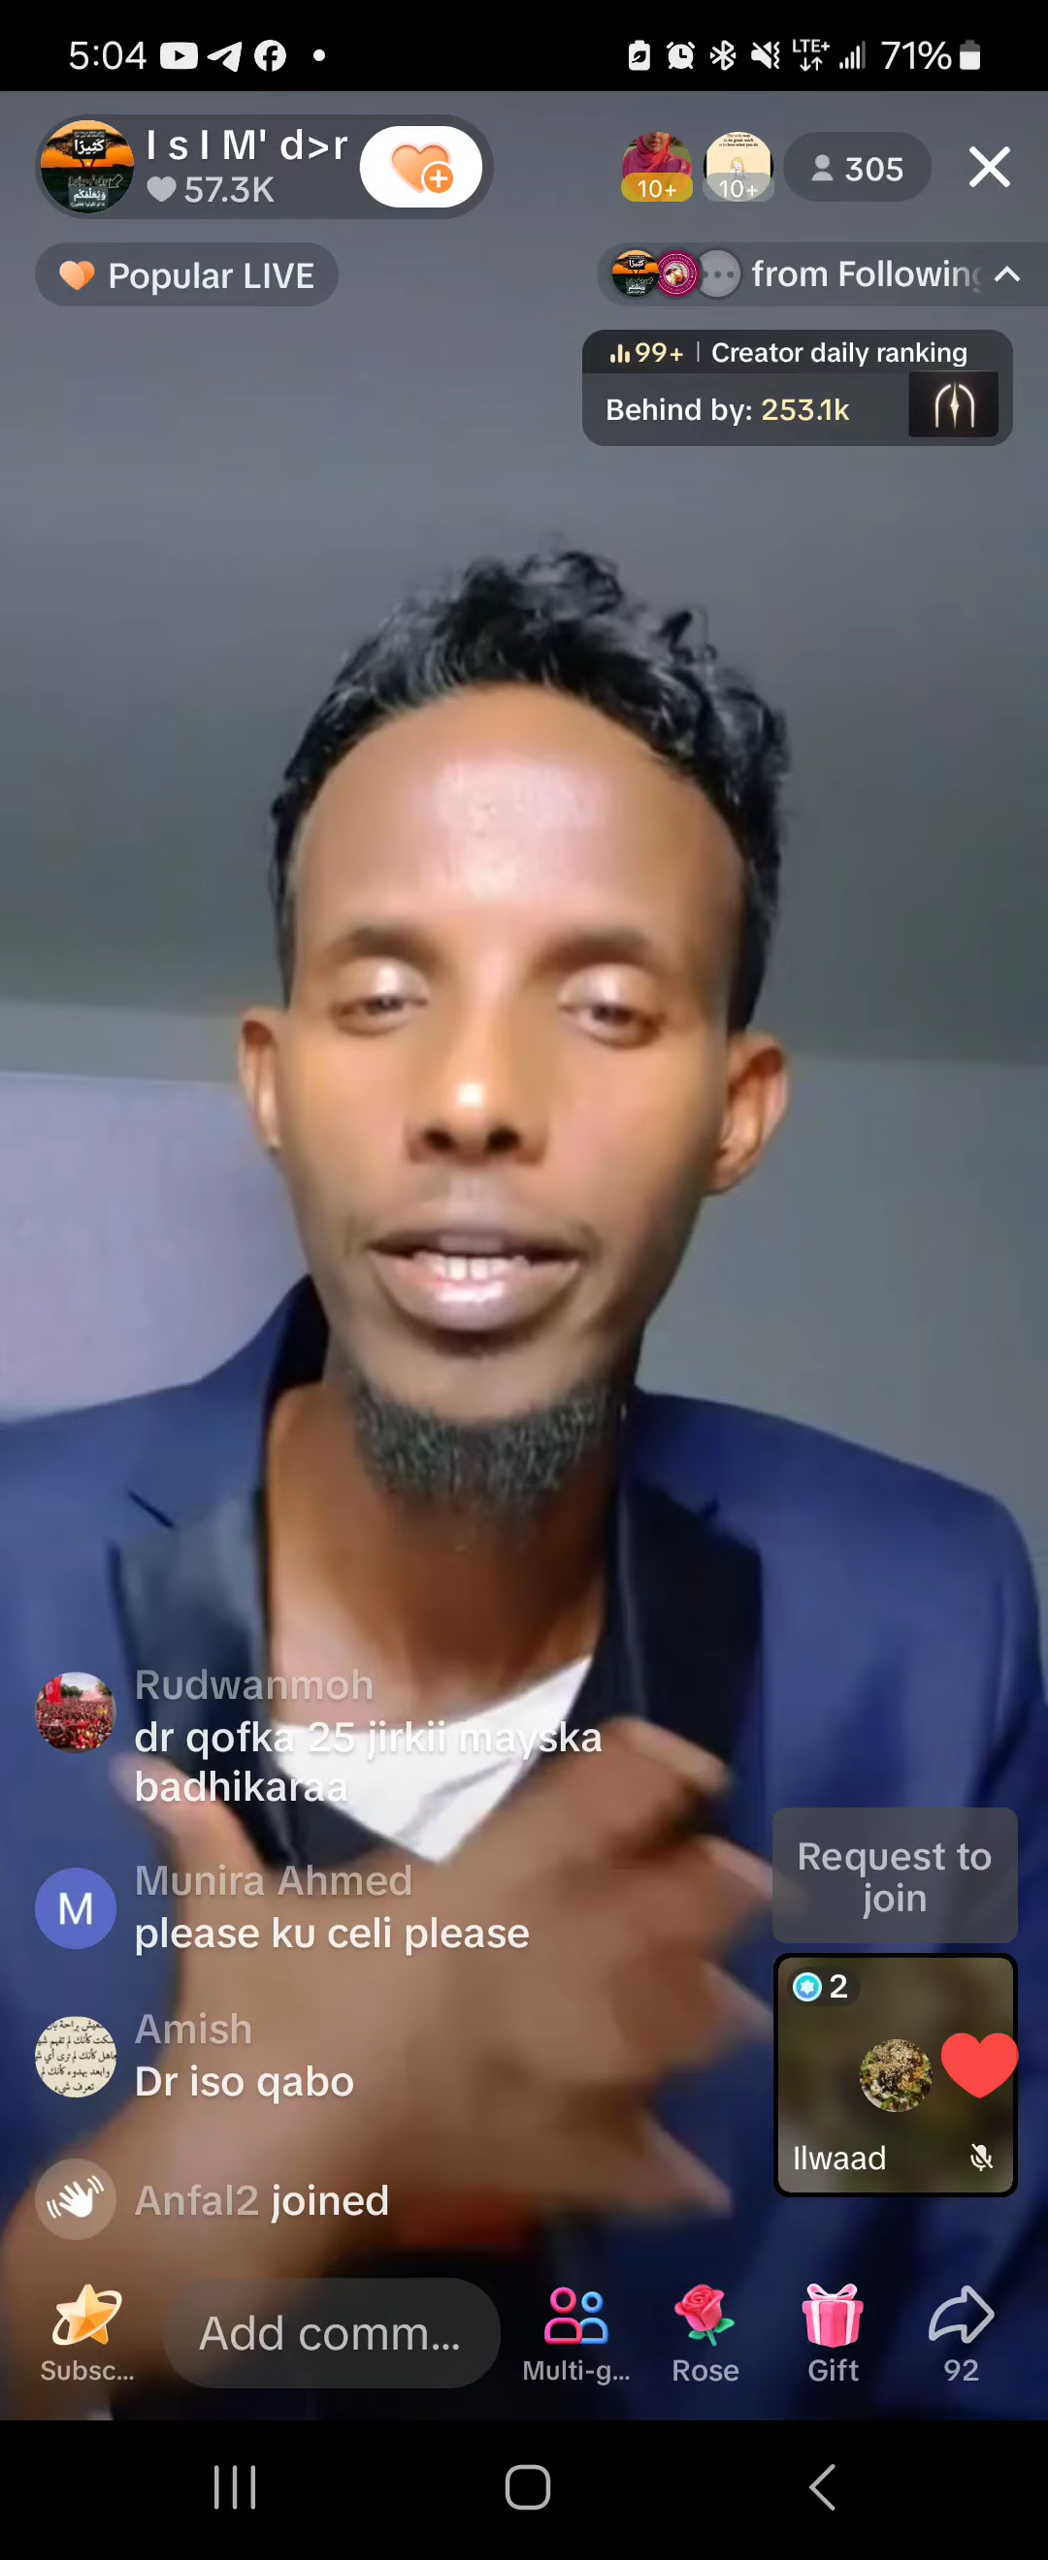 5:04
LTE+
71%
I s I M' d>r
57.3K
10+
10+
305
Popular LIVE
from Following
99+ | Creator daily ranking
Behind by: 253.1k
Rudwanmoh
dr qofka 25 jirkii mayska
badhikaraa
Munira Ahmed
please ku celi please
Amish
Dr iso qabo
Anfal2 joined
Request to
join
2
Ilwaad
Add comm...
Subsc...
Multi-g...
Rose
Gift
92